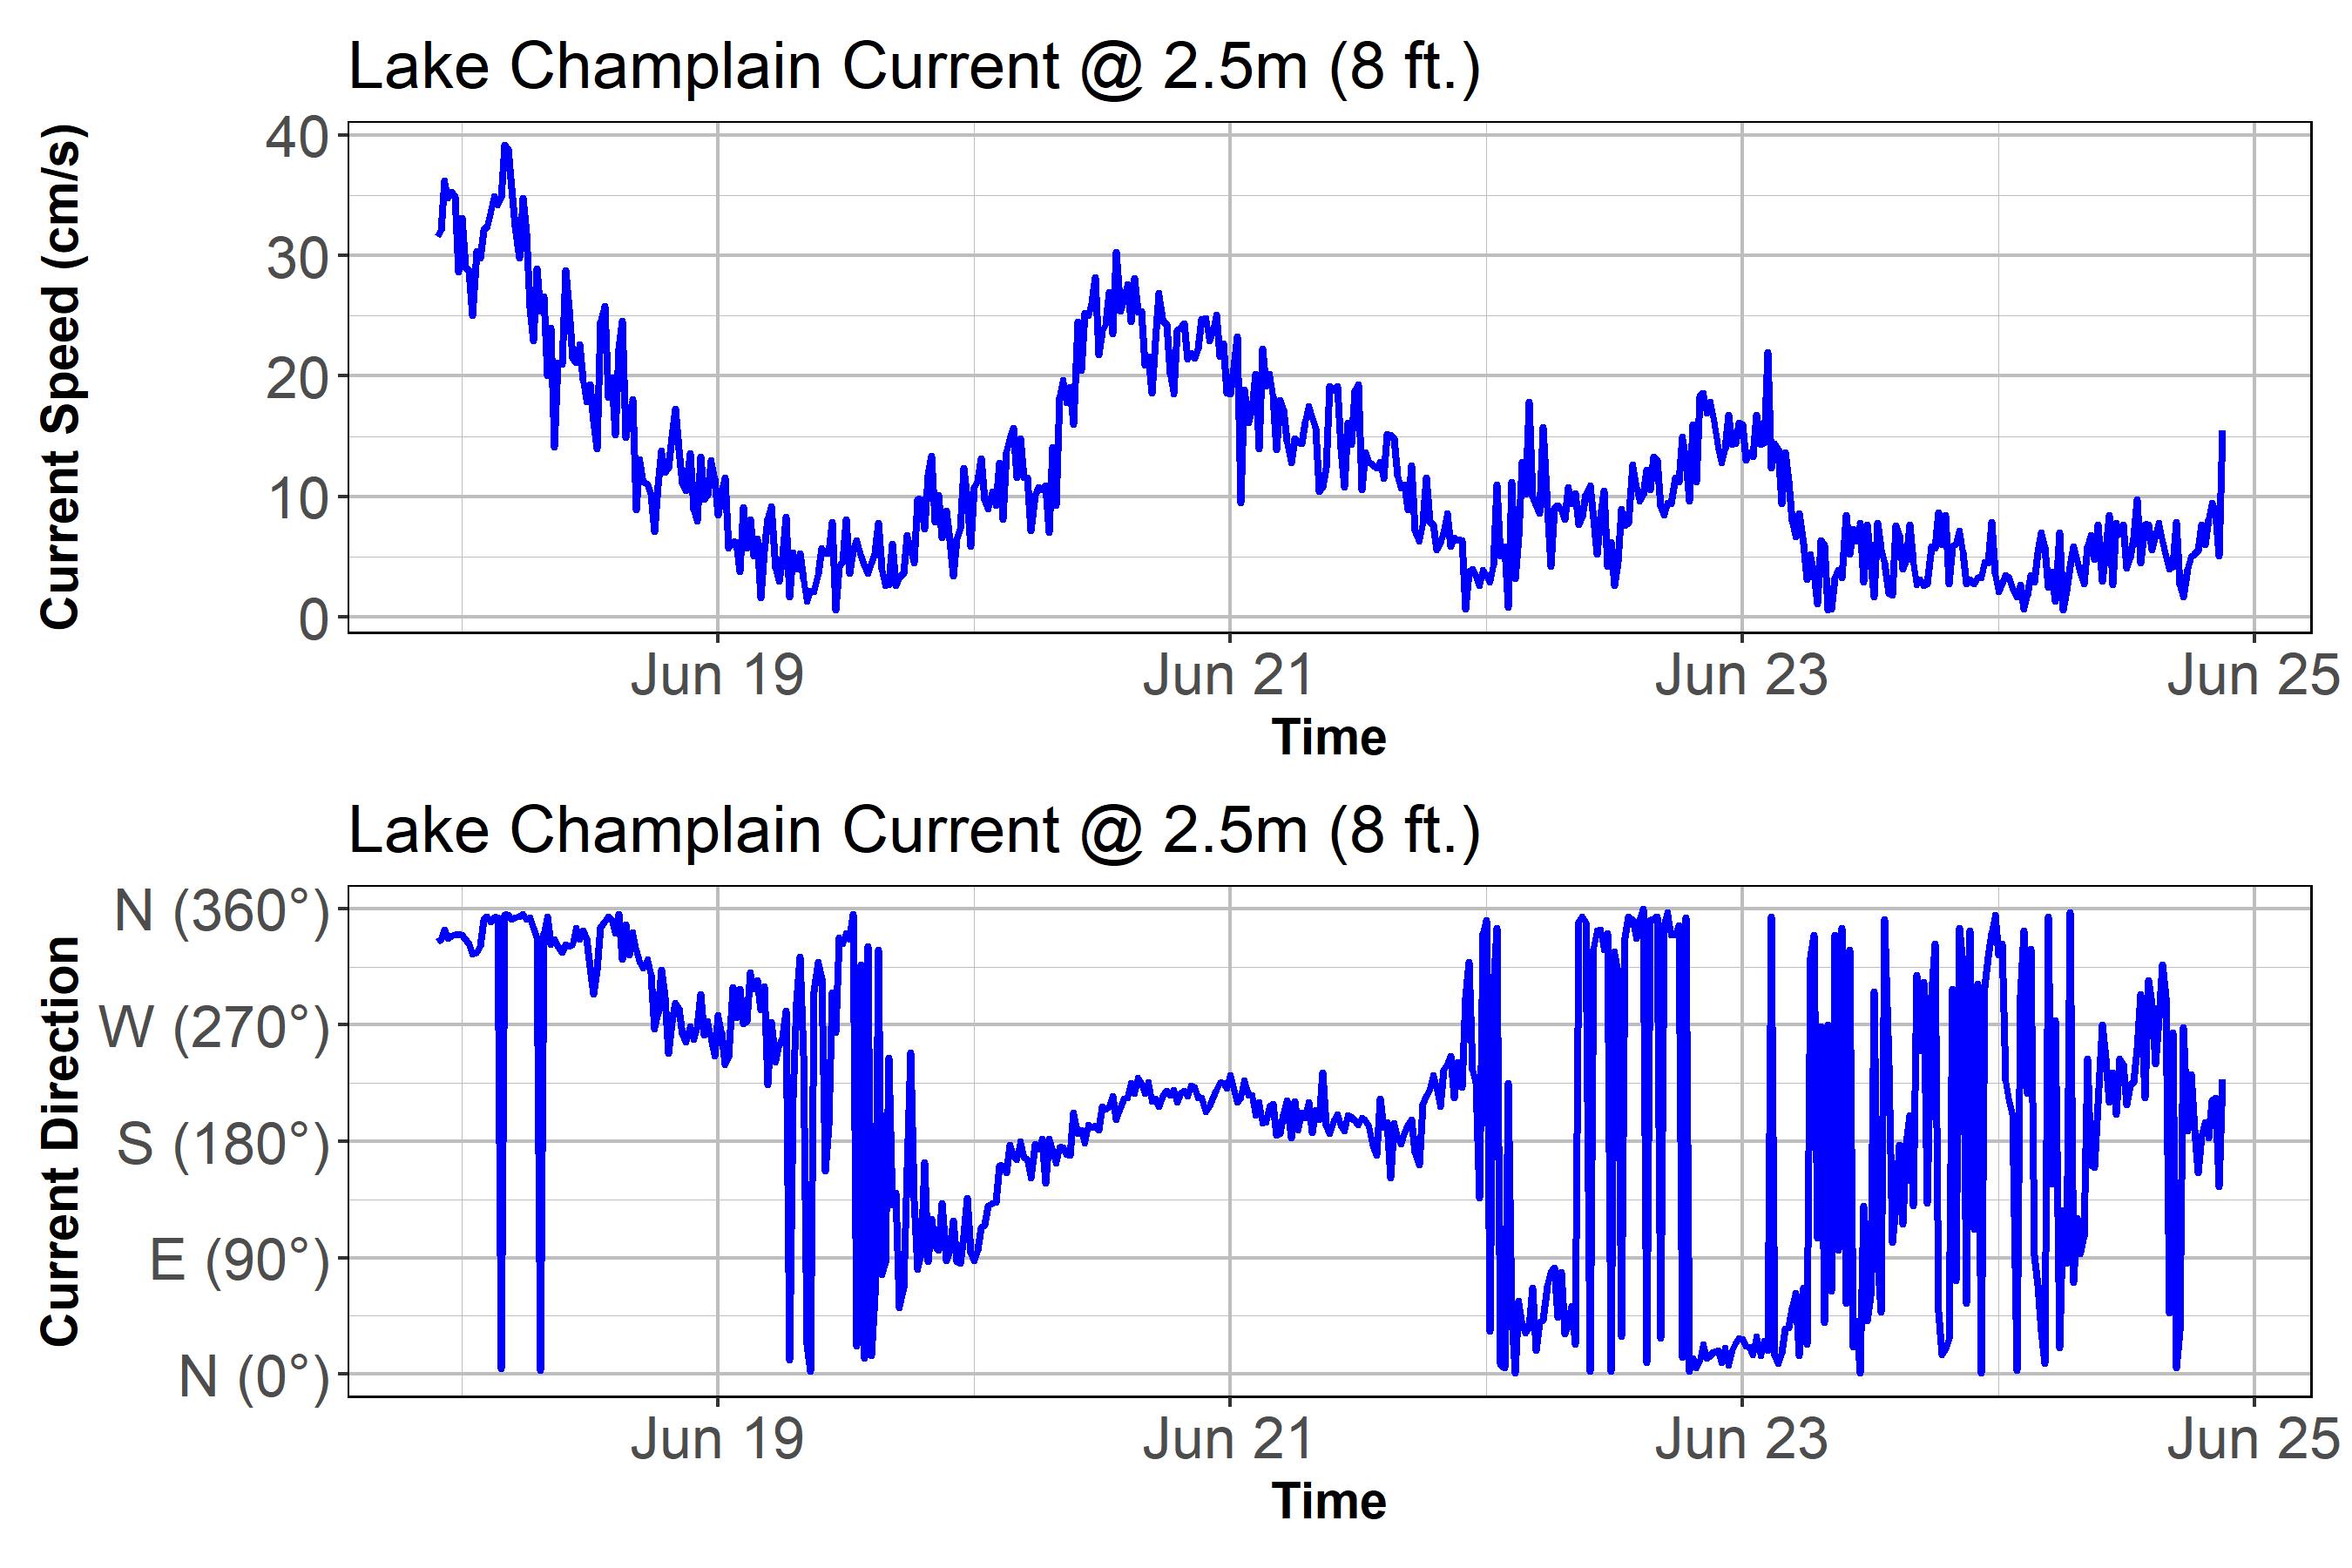 Lake Champlain Current @ 2.5m (8 ft.)
Current Speed (cm/s)
40
30
20
10
0
Jun 19 Jun 21 Jun 23 Jun 25
Time
Lake Champlain Current @ 2.5m (8 ft.)
Current Direction
N (360°)
W (270°)
S (180°)
E (90°)
N (0°)
Jun 19 Jun 21 Jun 23 Jun 25
Time